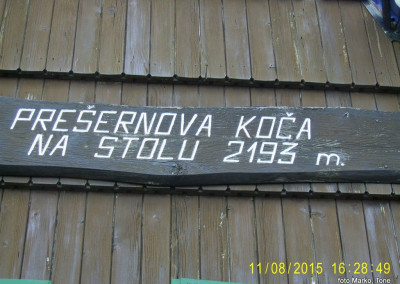 PREŠERNOVA KOČA
NA STOLU 2193 m.
11/08/2015 16:28:49
foto Marko, Tone